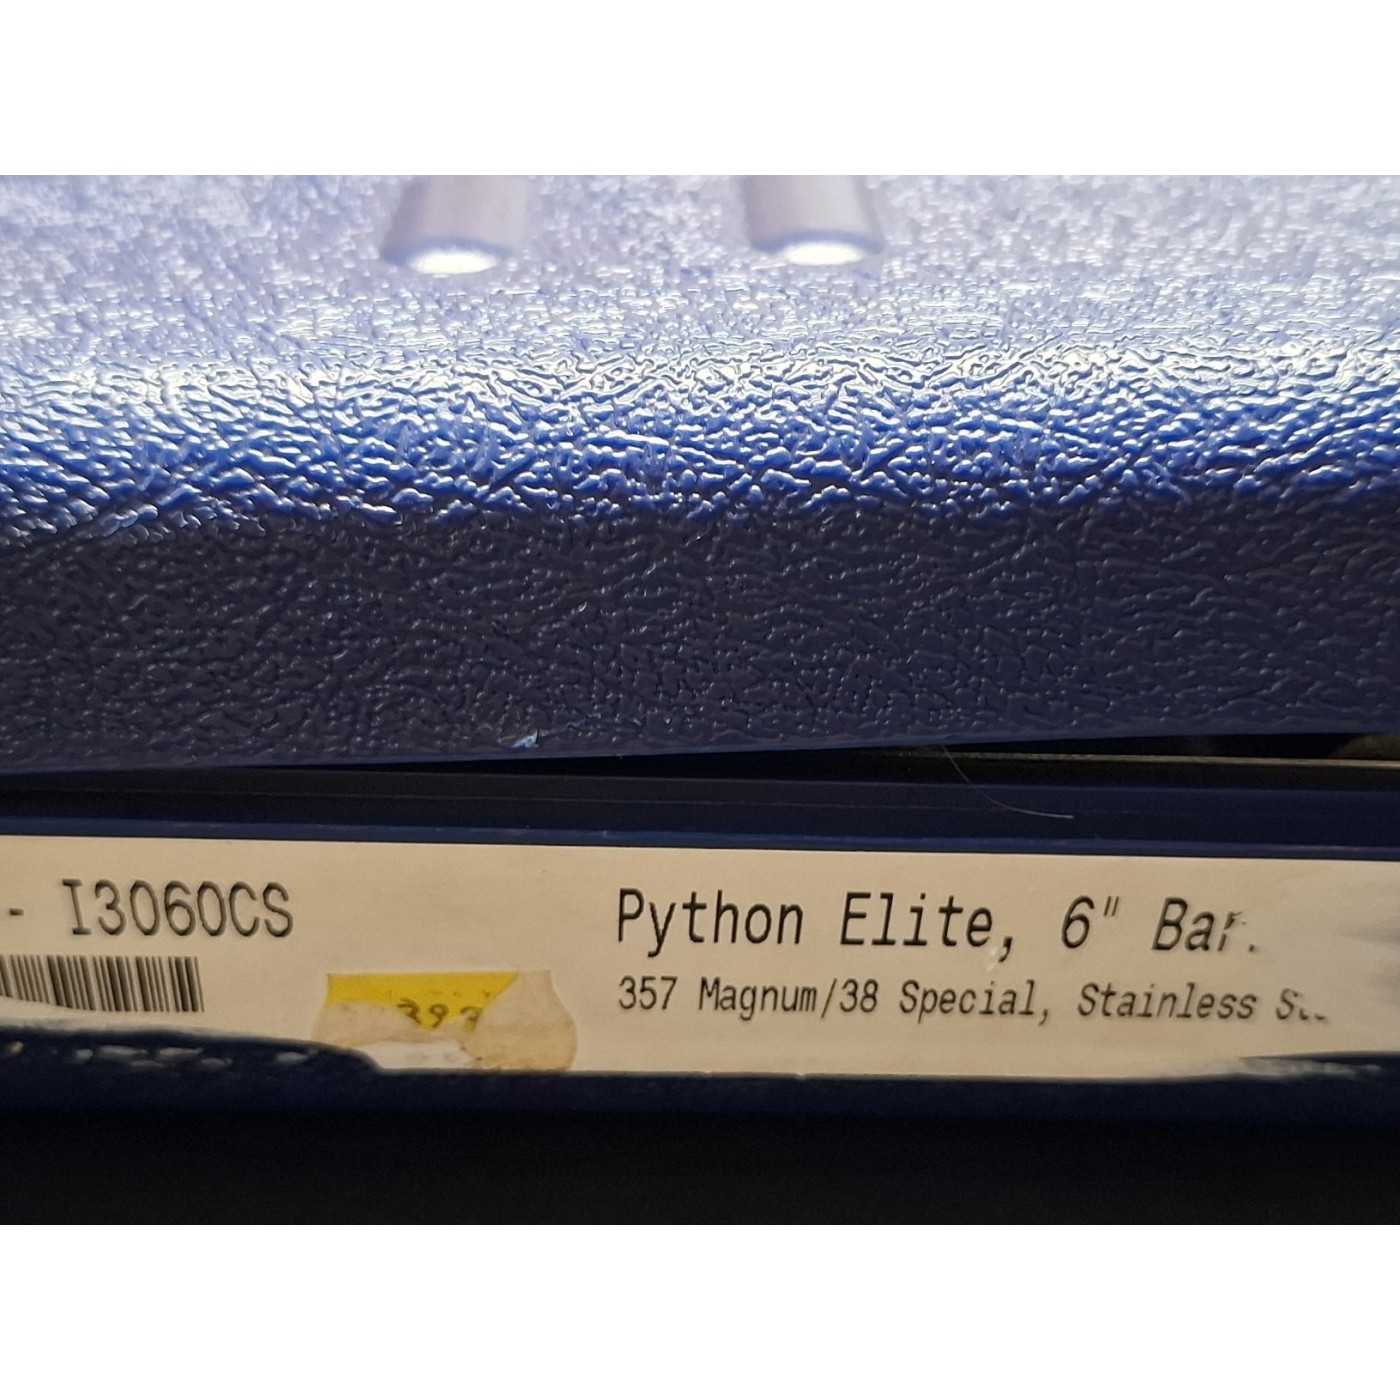 - I3060CS
Python Elite, 6" Bar.
357 Magnum/38 Special, Stainless